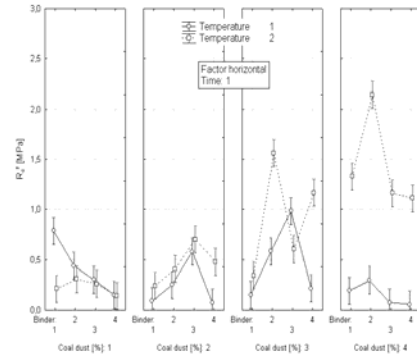 3,0
2,5
2,0
1,5
1,0
0,5
0,0
[MPa]
Temperature 1
Temperature 2
Factor horizontal
Time: 1
Binder: 1 2 3 4
Binder: 1 2 3 4
Binder: 1 2 3 4
Binder: 1 2 3 4
Coal dust [%]: 1
Coal dust [%]: 2
Coal dust [%]: 3
Coal dust [%]: 4